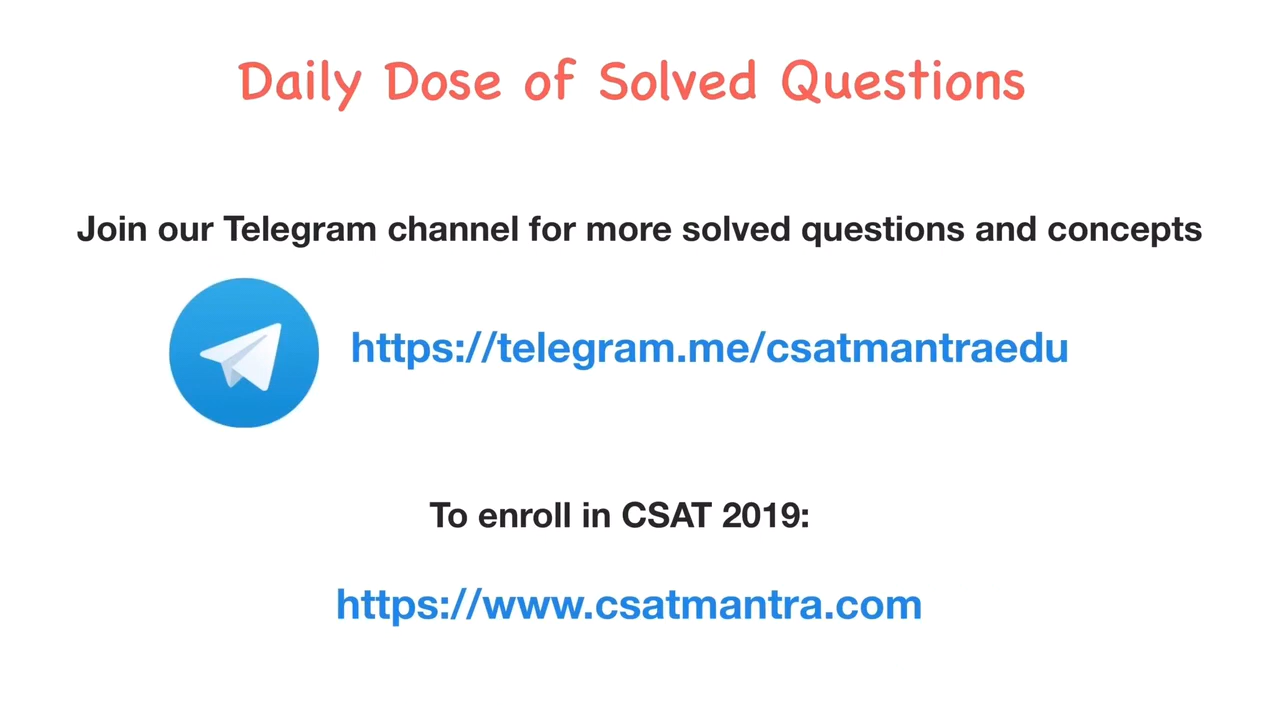 Daily Dose of Solved Questions
Join our Telegram channel for more solved questions and concepts
https://telegram.me/csatmantraedu
To enroll in CSAT 2019:
https://www.csatmantra.com